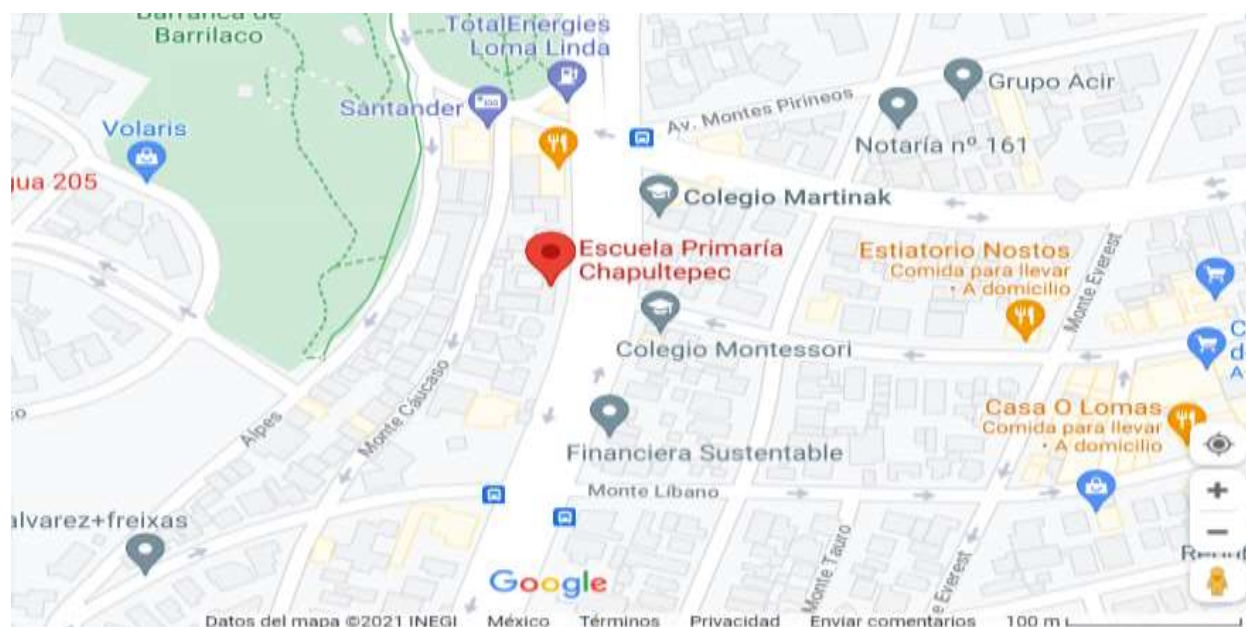 Barranca de
Barrilaco
TotalEnergies
Loma Linda
Santander
Volaris
gua 205
Av. Montes Pirineos
Grupo Acir
Notaría nº 161
Colegio Martinak
Escuela Primaría
Chapultepec
Estiatorio Nostos
Comida para llevar
· A domicilio
Monte Everest
Colegio Montessori
C
d
A
Alpes
Monte Cáucaso
Casa O Lomas
Comida para llevar
· A domicilio
Financiera Sustentable
Monte Líbano
alvarez+freixas
Monte Tauro
Monte Everest
Google
Datos del mapa ©2021 INEGI México Términos Privacidad Enviar comentarios 100 m